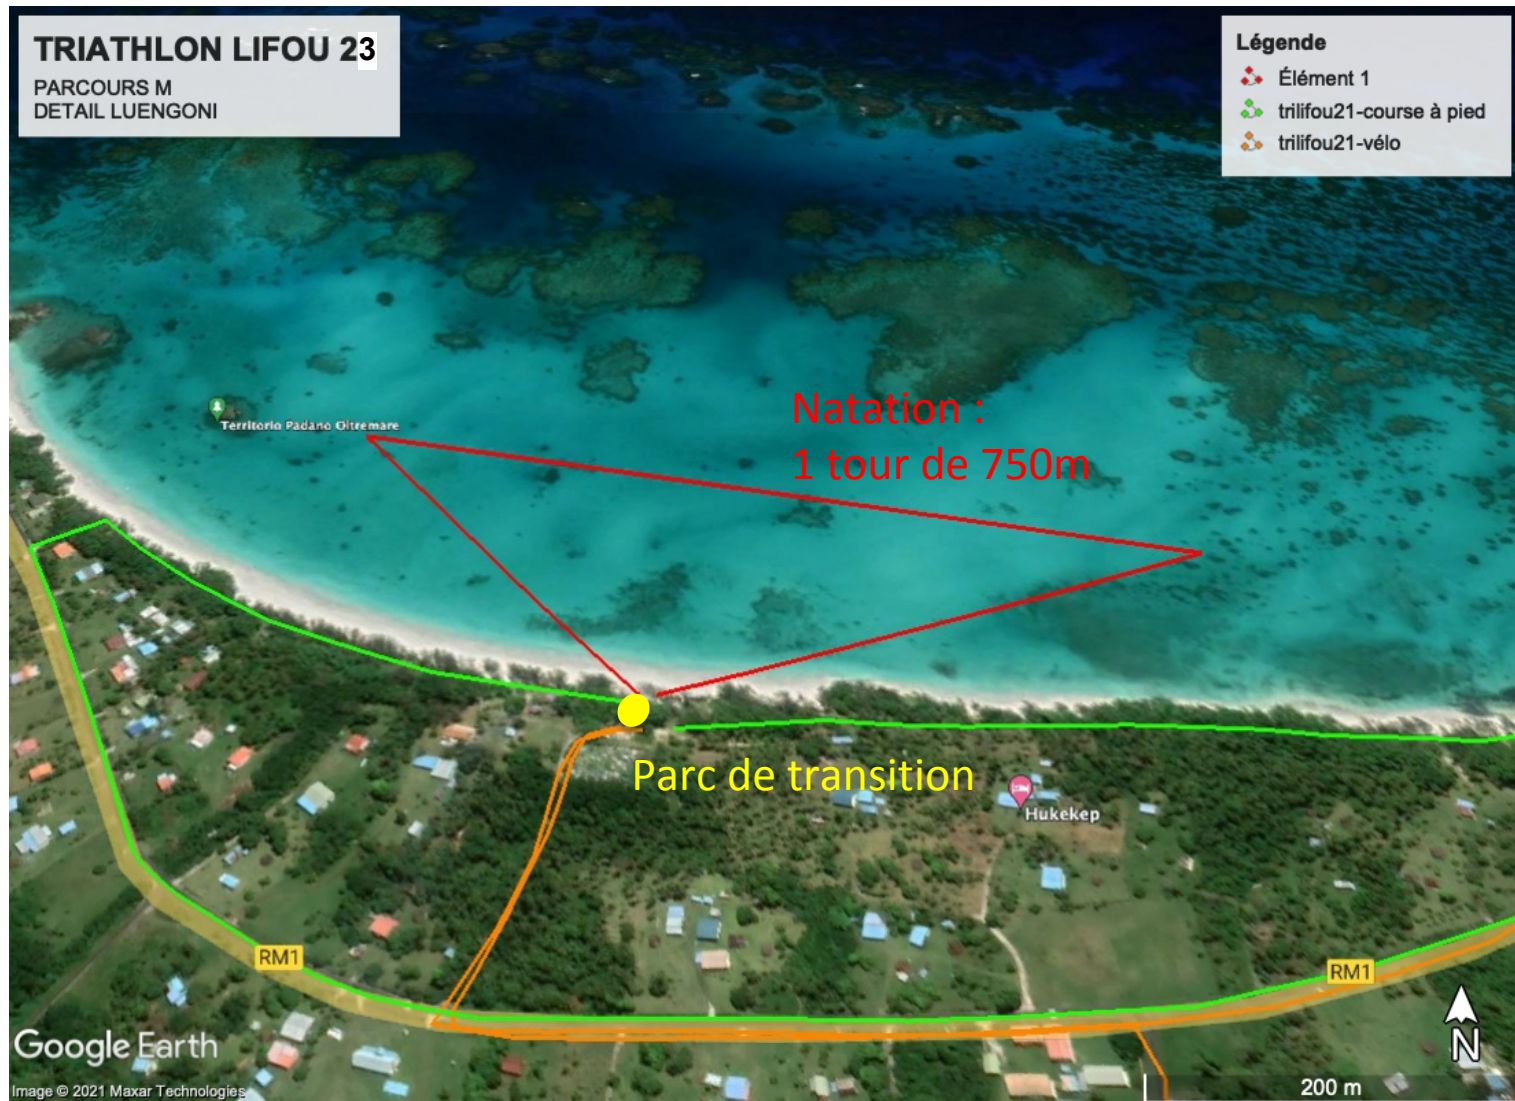 TRIATHLON LIFOU 23
PARCOURS M
DETAIL LUENGONI
Légende
Élément 1
trilifou21-course à pied
trilifou21-vélo
Natation :
1 tour de 750m
Territorio Padano Oltremare
Parc de transition
Hukekep
RM1
RM1
N
Google Earth
Image © 2021 Maxar Technologies
200 m